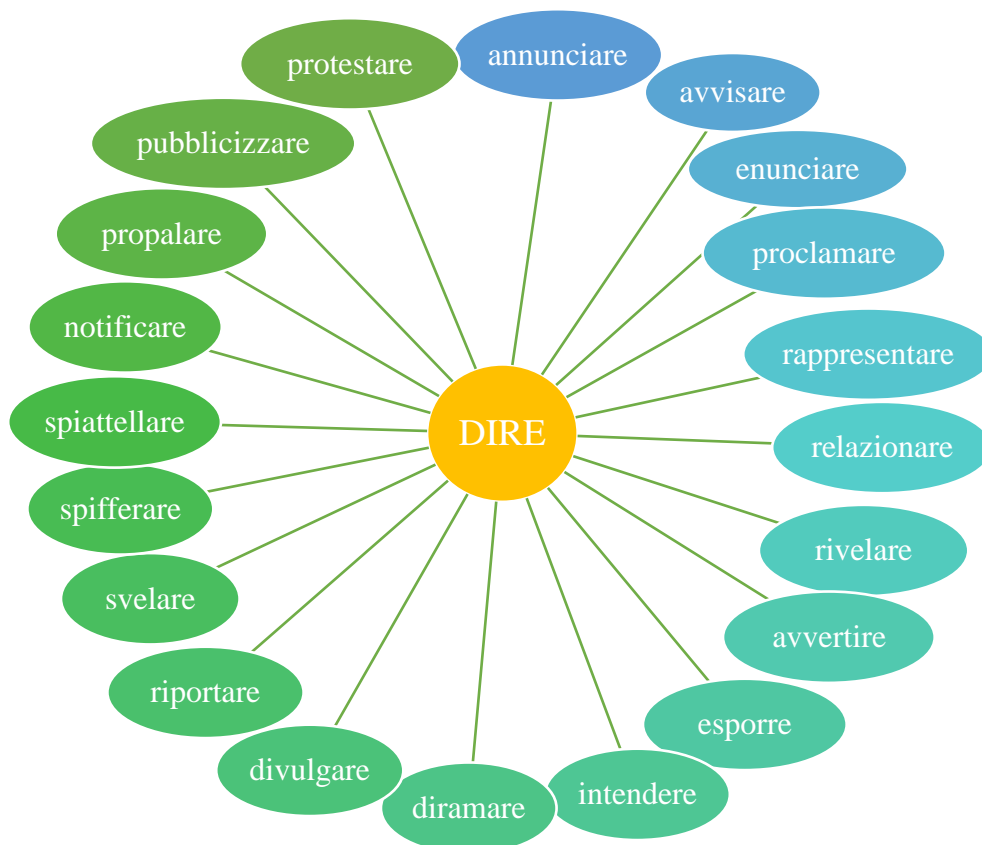 annunciare
avvisare
enunciare
proclamare
rappresentare
relazionare
rivelare
avvertire
esporre
intendere
diramare
divulgare
riportare
svelare
spifferare
spiattellare
notificare
propalare
pubblicizzare
protestare
DIRE